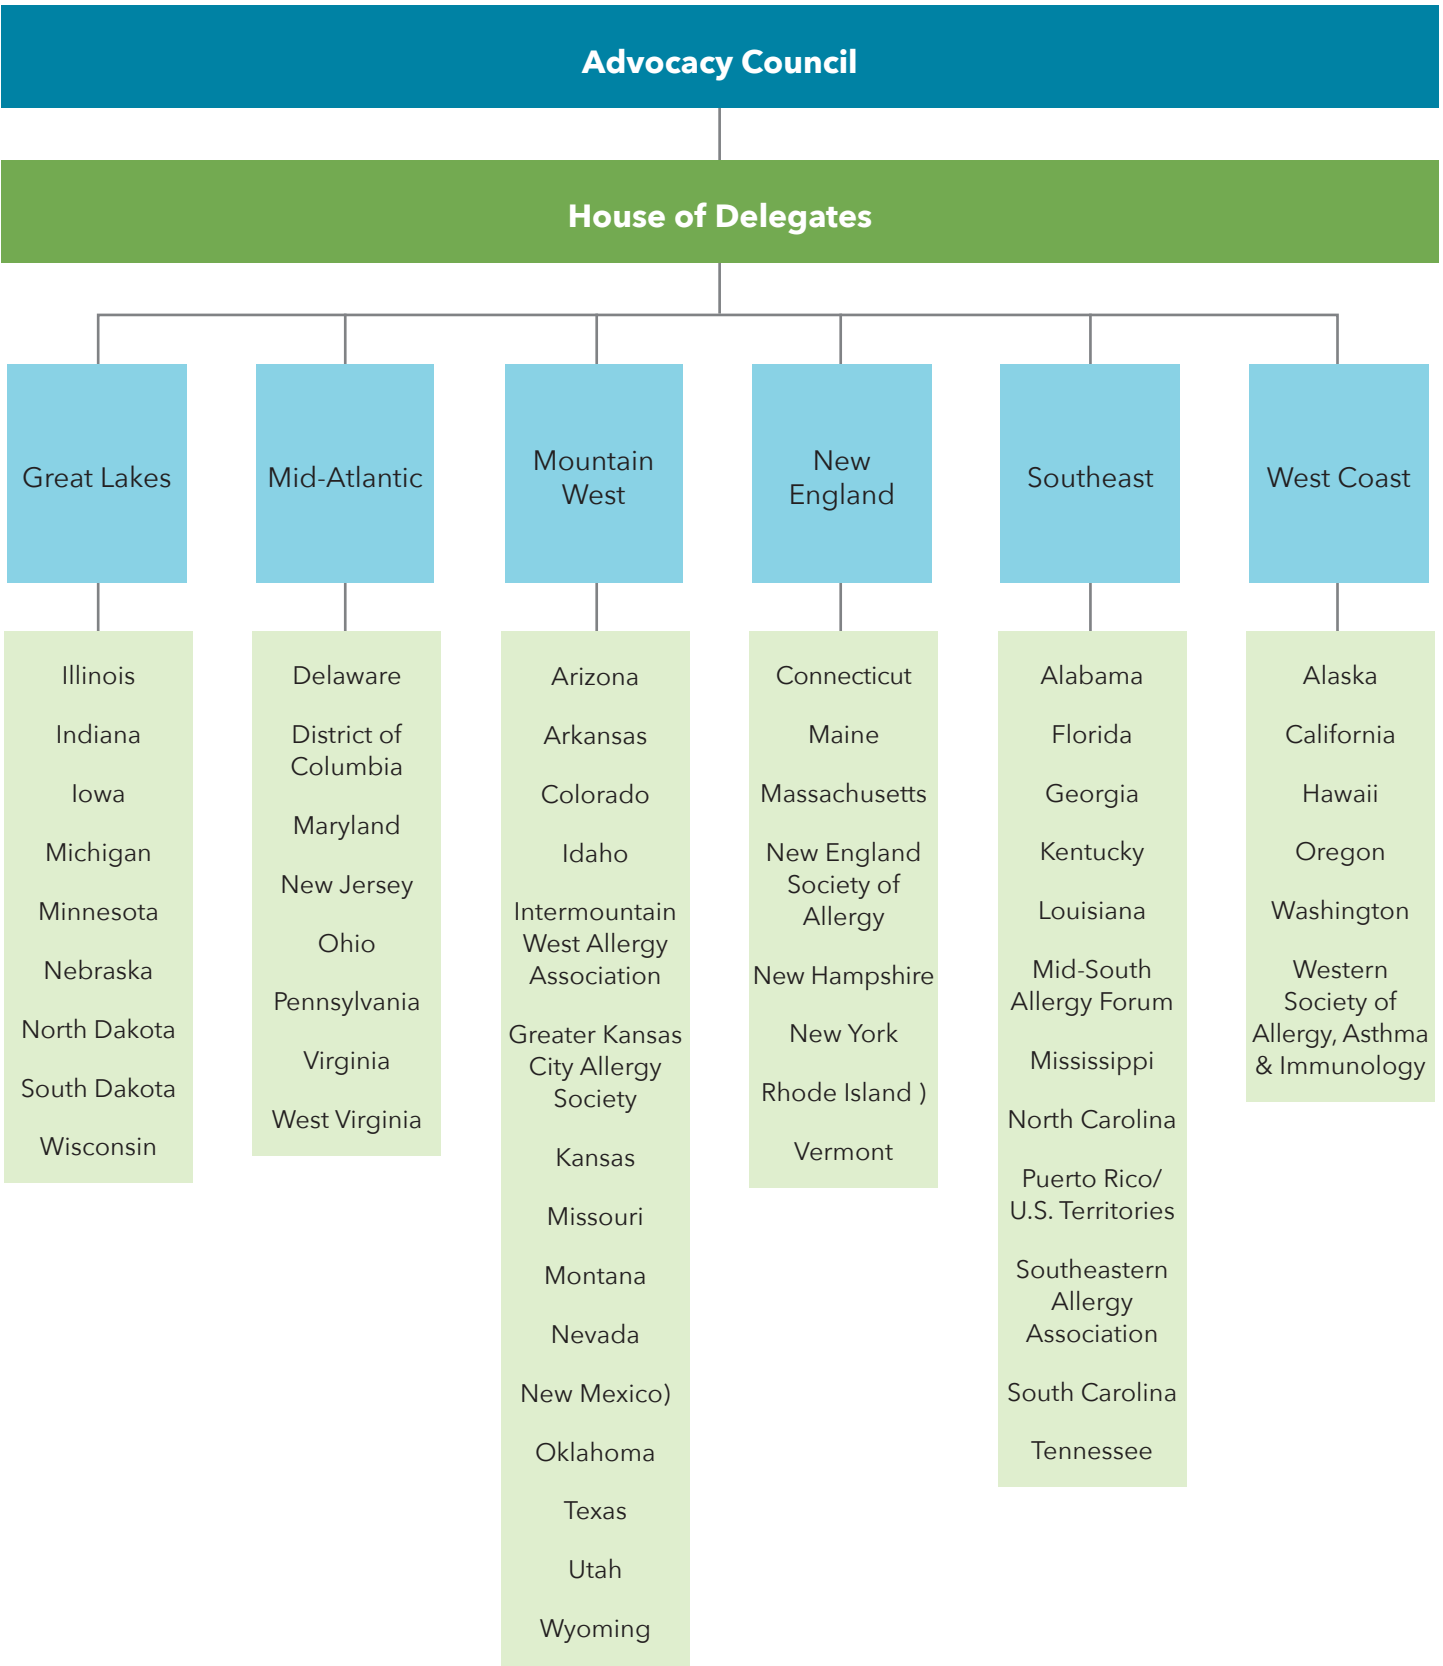 Advocacy Council
House of Delegates
Great Lakes
Mid-Atlantic
Mountain
West
New
England
Southeast
West Coast
Illinois
Indiana
Iowa
Michigan
Minnesota
Nebraska
North Dakota
South Dakota
Wisconsin
Delaware
District of
Columbia
Maryland
New Jersey
Ohio
Pennsylvania
Virginia
West Virginia
Arizona
Arkansas
Colorado
Idaho
Intermountain
West Allergy
Association
Greater Kansas
City Allergy
Society
Kansas
Missouri
Montana
Nevada
New Mexico)
Oklahoma
Texas
Utah
Wyoming
Connecticut
Maine
Massachusetts
New England
Society of
Allergy
New Hampshire
New York
Rhode Island )
Vermont
Alabama
Florida
Georgia
Kentucky
Louisiana
Mid-South
Allergy Forum
Mississippi
North Carolina
Puerto Rico/
U.S. Territories
Southeastern
Allergy
Association
South Carolina
Tennessee
Alaska
California
Hawaii
Oregon
Washington
Western
Society of
Allergy, Asthma
& Immunology